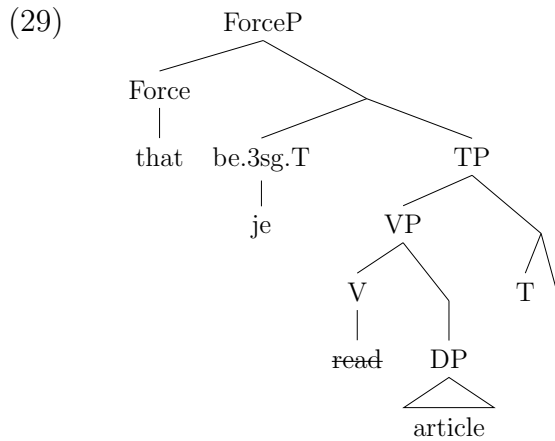 (29)
ForceP
Force
that be.3sg.T TP
je VP
V T
read DP
article